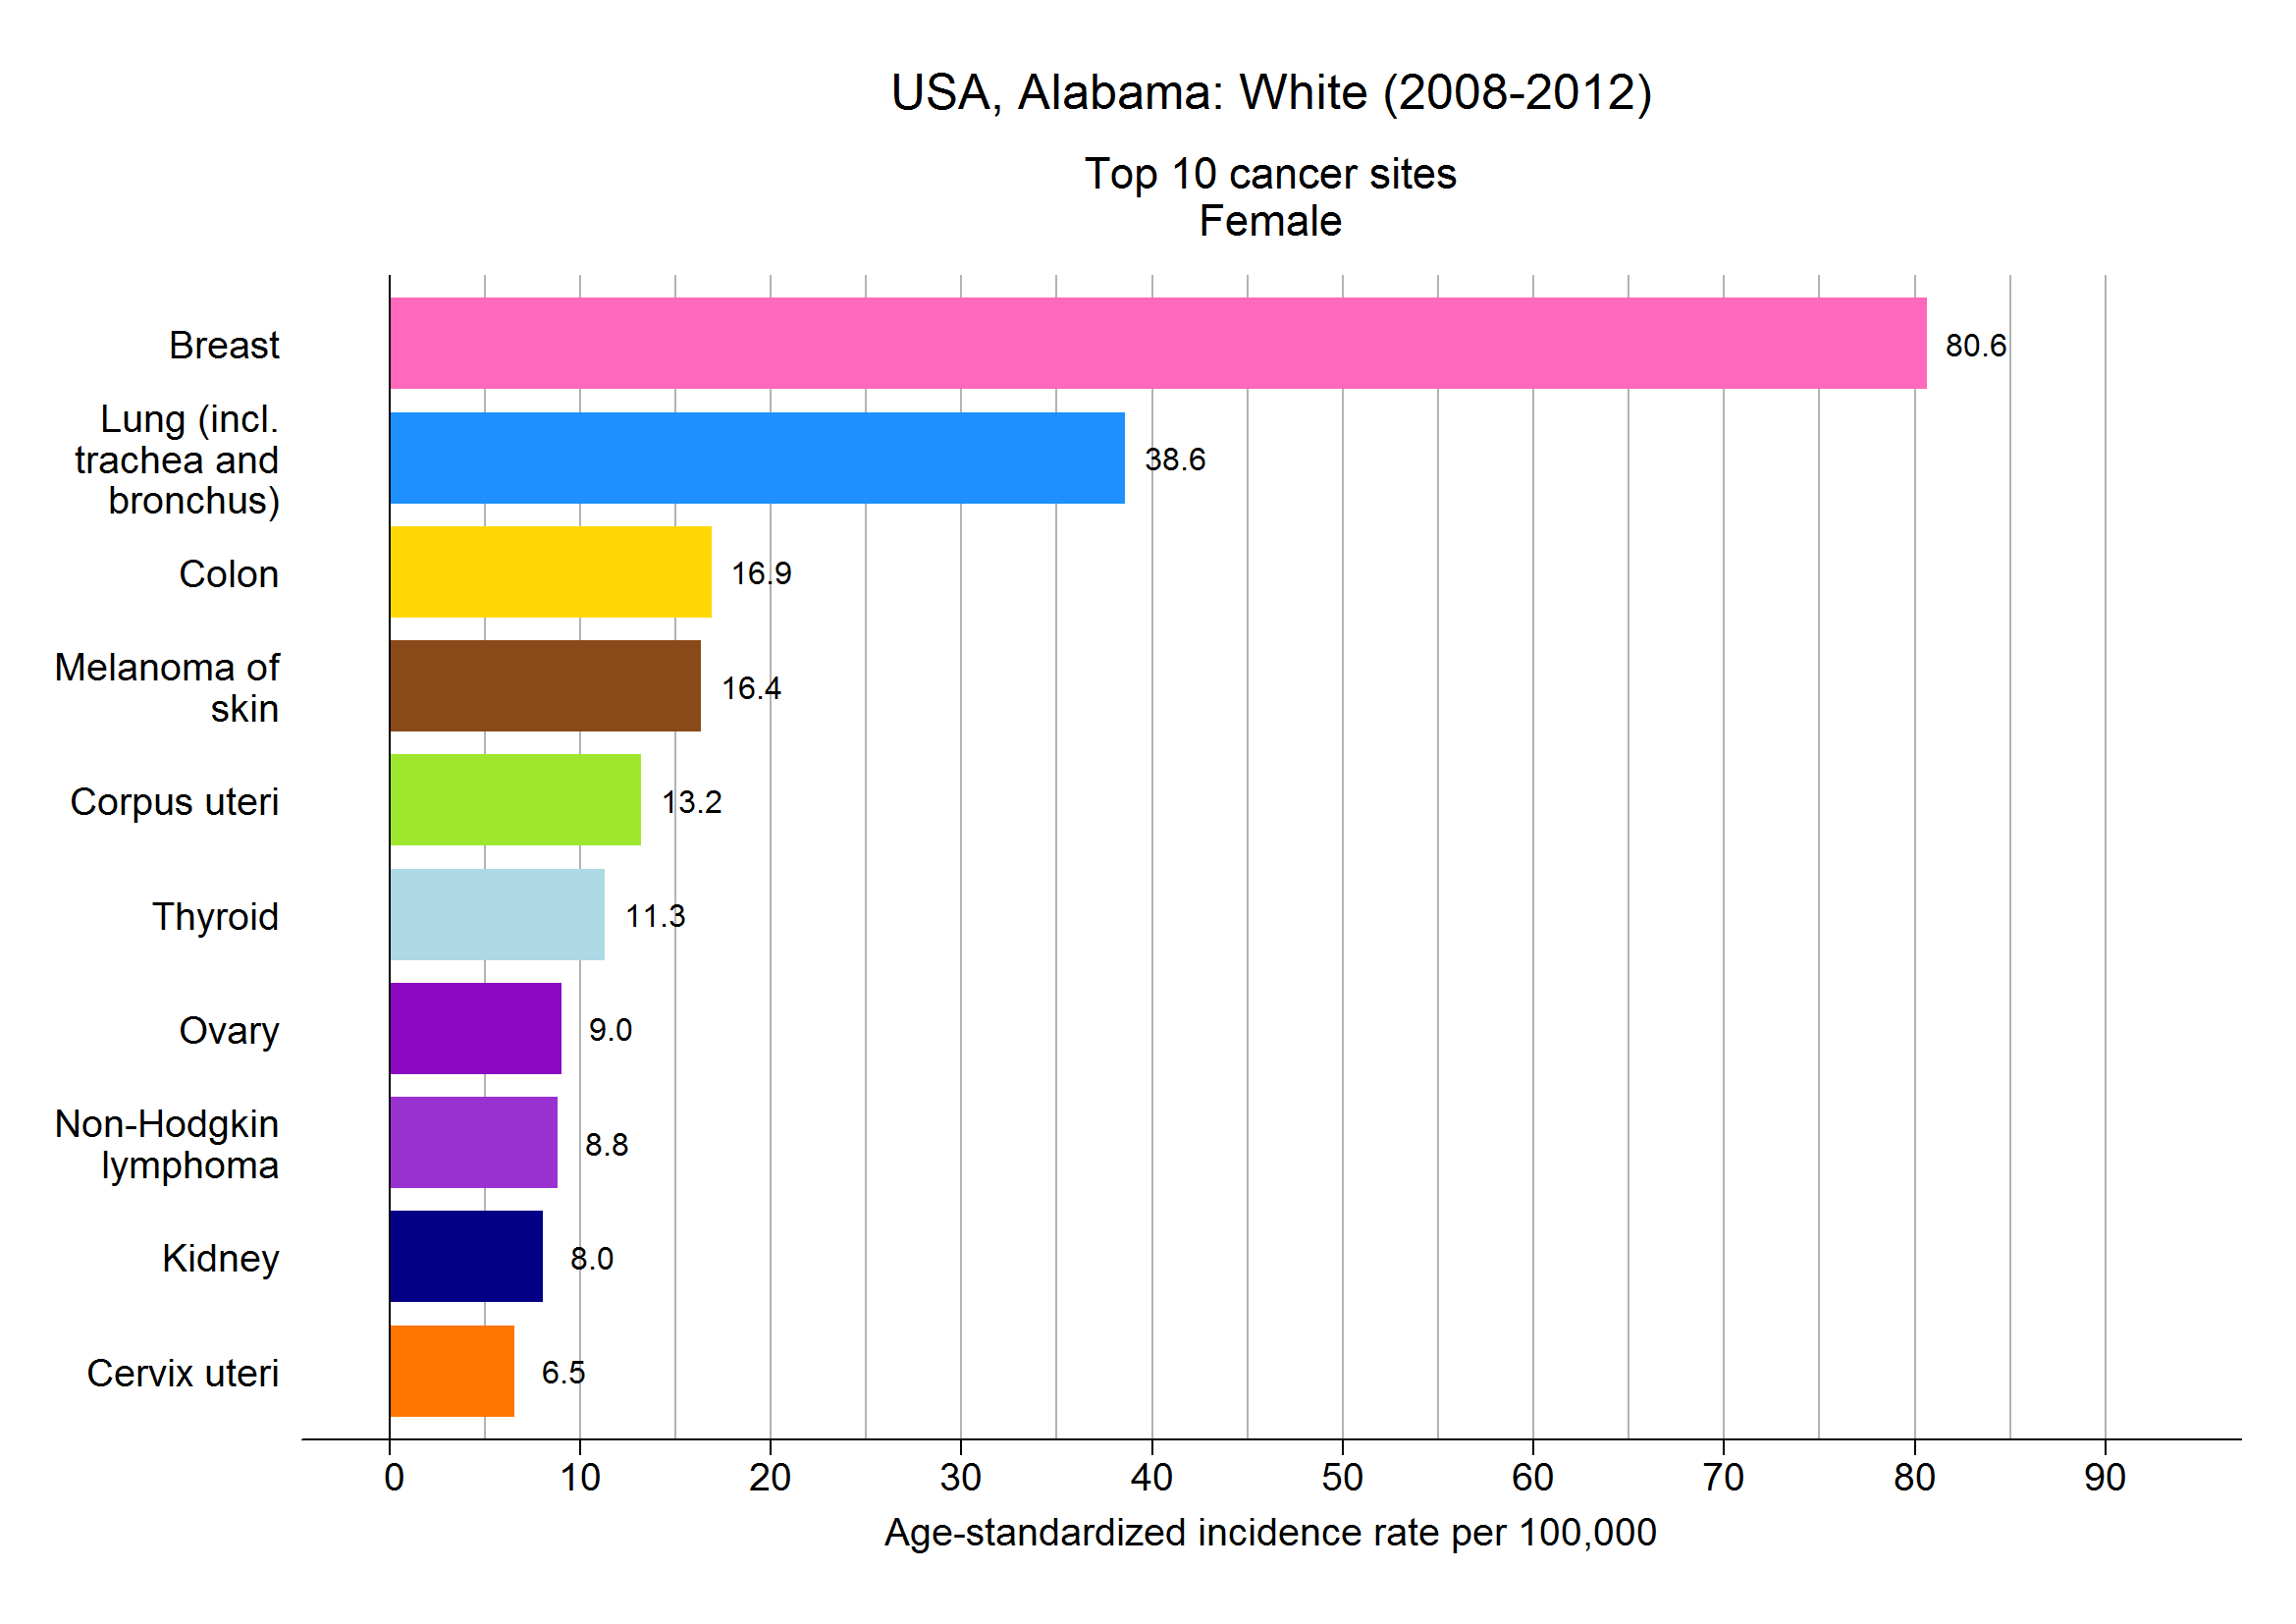 USA, Alabama: White (2008-2012)
Top 10 cancer sites
Female
Breast
80.6
Lung (incl.
trachea and
bronchus)
38.6
Colon
16.9
Melanoma of
skin
16.4
Corpus uteri
13.2
Thyroid
11.3
Ovary
9.0
Non-Hodgkin
lymphoma
8.8
Kidney
8.0
Cervix uteri
6.5
0 10 20 30 40 50 60 70 80 90
Age-standardized incidence rate per 100,000